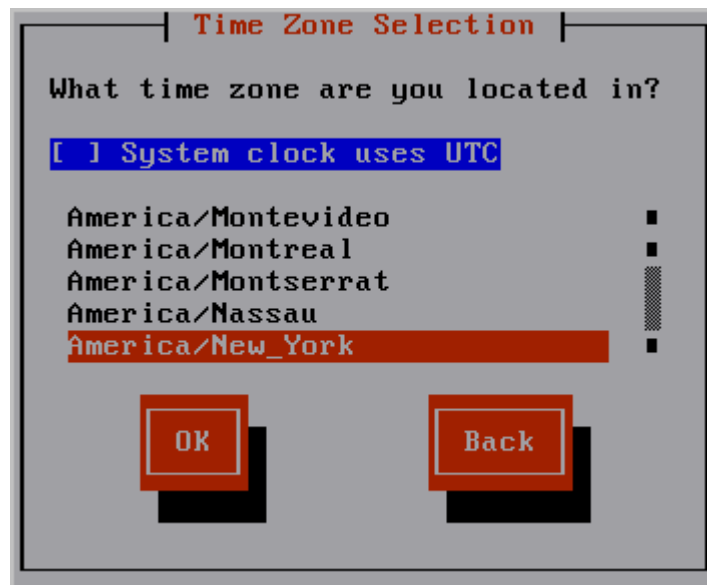 Time Zone Selection
What time zone are you located in?
[ ] System clock uses UTC
America/Montevideo
America/Montreal
America/Montserrat
America/Nassau
America/New_York
OK Back